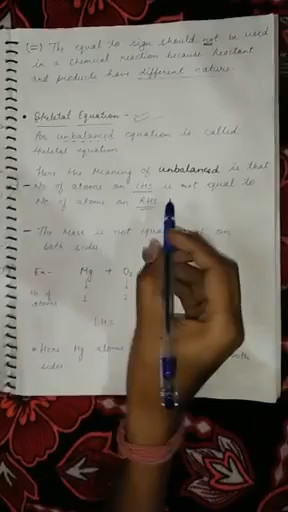 (=) The equal to sign should not be used
in a chemical reaction because Reactant
and products have different nature.
• Skeletal Equation -
An unbalanced equation is called
skeletal equation
Here the meaning of unbalanced is that
- No of atoms on LHS is not equal to
No of atoms on RHS
- The mass is not equal on
both sides
Ex- Mg + O₂
No of atoms 1 2
LHS
• Here Mg atoms both
sides